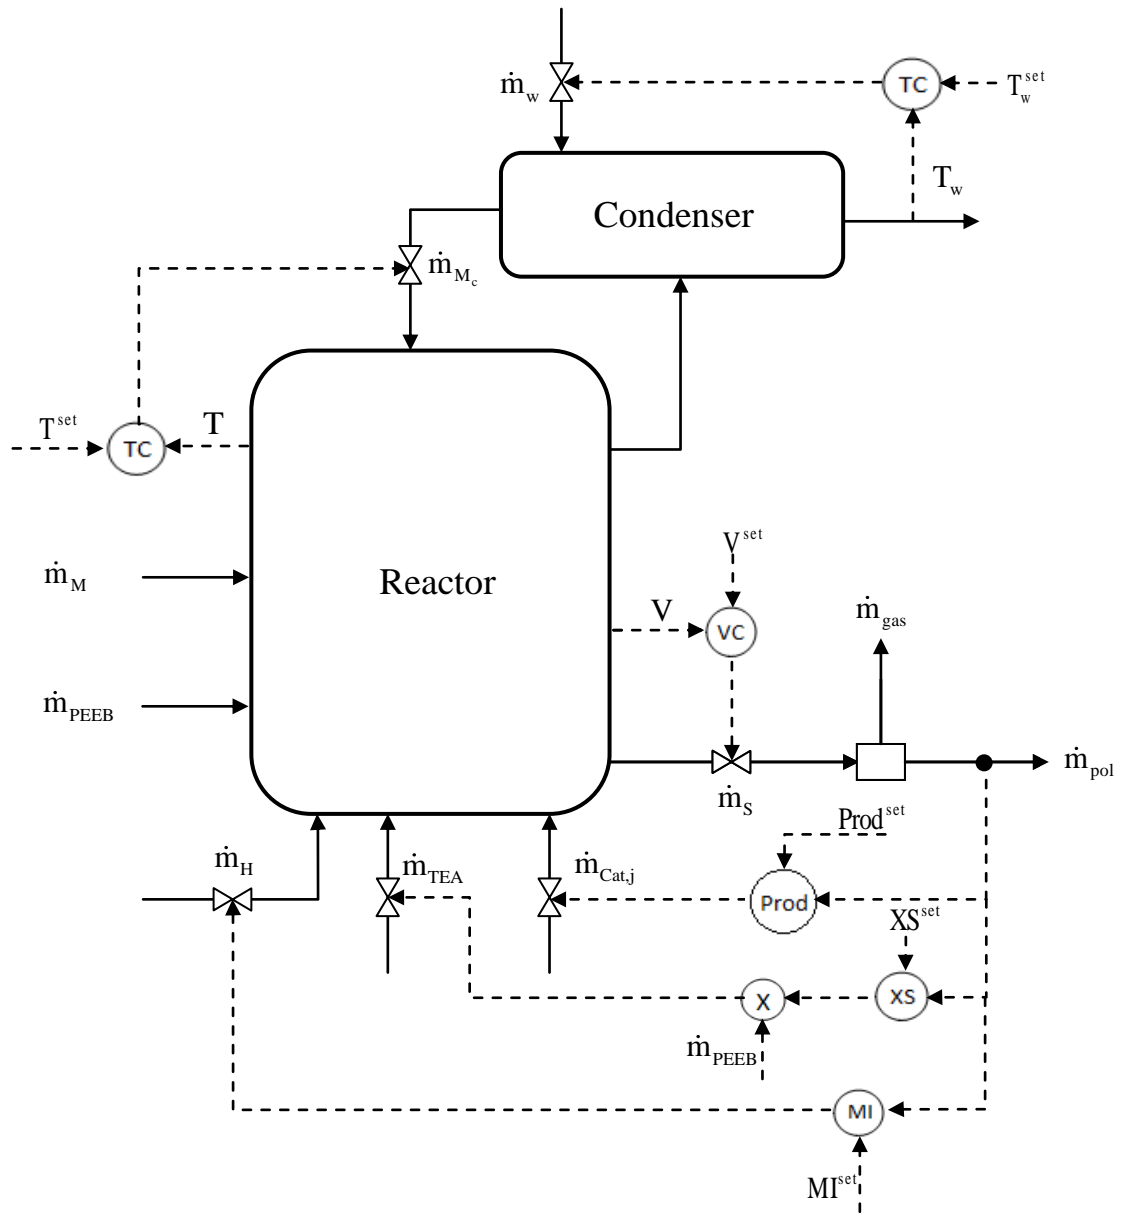 ṁ_w
TC
T_w^set
T_w
Condenser
ṁ_M_c
T^set
T
TC
V^set
ṁ_M
Reactor
V
VC
ṁ_gas
ṁ_PEEB
ṁ_pol
ṁ_S
Prod^set
ṁ_H
ṁ_TEA
ṁ_Cat,j
Prod
XS^set
X
XS
ṁ_PEEB
MI
MI^set